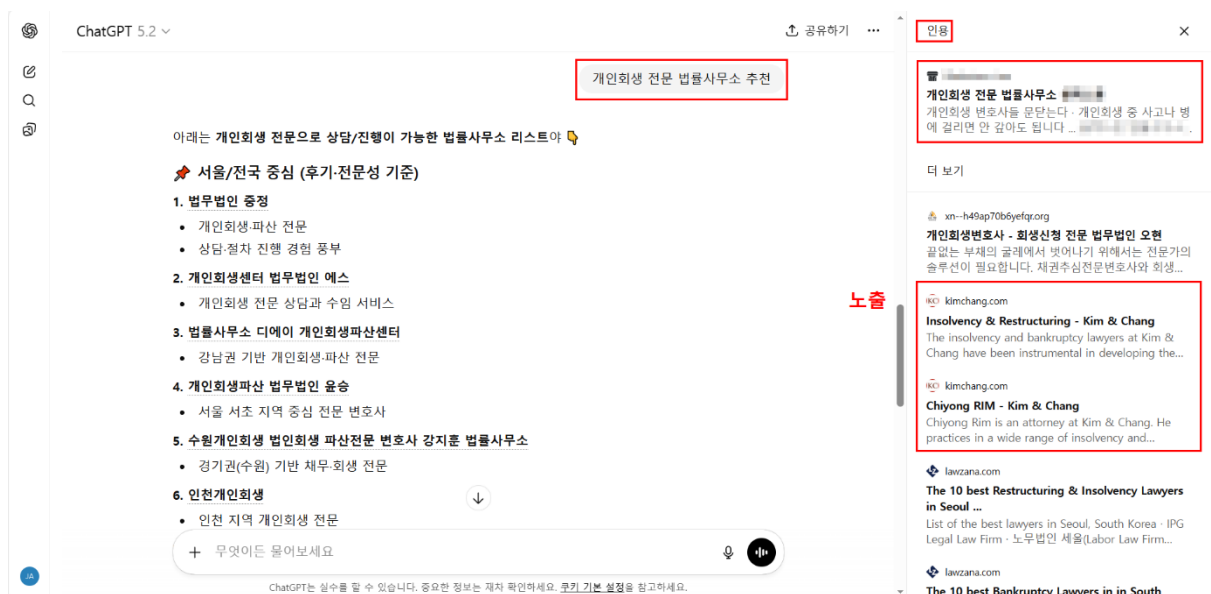 ChatGPT 5.2
공유하기
개인회생 전문 법률사무소 추천
아래는 개인회생 전문으로 상담/진행이 가능한 법률사무소 리스트야
서울/전국 중심 (후기·전문성 기준)
1. 법무법인 중정
개인회생·파산 전문
상담·절차 진행 경험 풍부
2. 개인회생센터 법무법인 에스
개인회생 전문 상담과 수임 서비스
3. 법률사무소 디에이 개인회생파산센터
강남권 기반 개인회생·파산 전문
4. 개인회생파산 법무법인 윤승
서울 서초 지역 중심 전문 변호사
5. 수원개인회생 법인회생 파산전문 변호사 강지훈 법률사무소
경기권(수원) 기반 채무·회생 전문
6. 인천개인회생
인천 지역 개인회생 전문
무엇이든 물어보세요
ChatGPT는 실수를 할 수 있습니다. 중요한 정보는 재차 확인하세요. 쿠키 기본 설정을 참고하세요.
JA
노출
인용
개인회생 전문 법률사무소
개인회생 변호사들 문닫는다 · 개인회생 중 사고나 병
에 걸리면 안 갚아도 됩니다 ...
더 보기
xn--h49ap70b6yefqr.org
개인회생변호사 - 회생신청 전문 법무법인 오현
끝없는 부채의 굴레에서 벗어나기 위해서는 전문가의
솔루션이 필요합니다. 채권추심전문변호사와 회생...
kimchang.com
Insolvency & Restructuring - Kim & Chang
The insolvency and bankruptcy lawyers at Kim &
Chang have been instrumental in developing the...
kimchang.com
Chiyong RIM - Kim & Chang
Chiyong Rim is an attorney at Kim & Chang. He
practices in a wide range of insolvency and...
lawzana.com
The 10 best Restructuring & Insolvency Lawyers
in Seoul ...
List of the best lawyers in Seoul, South Korea · IPG
Legal Law Firm · 노무법인 세울(Labor Law Firm...
lawzana.com
The 10 best Bankruptcy Lawyers in in South